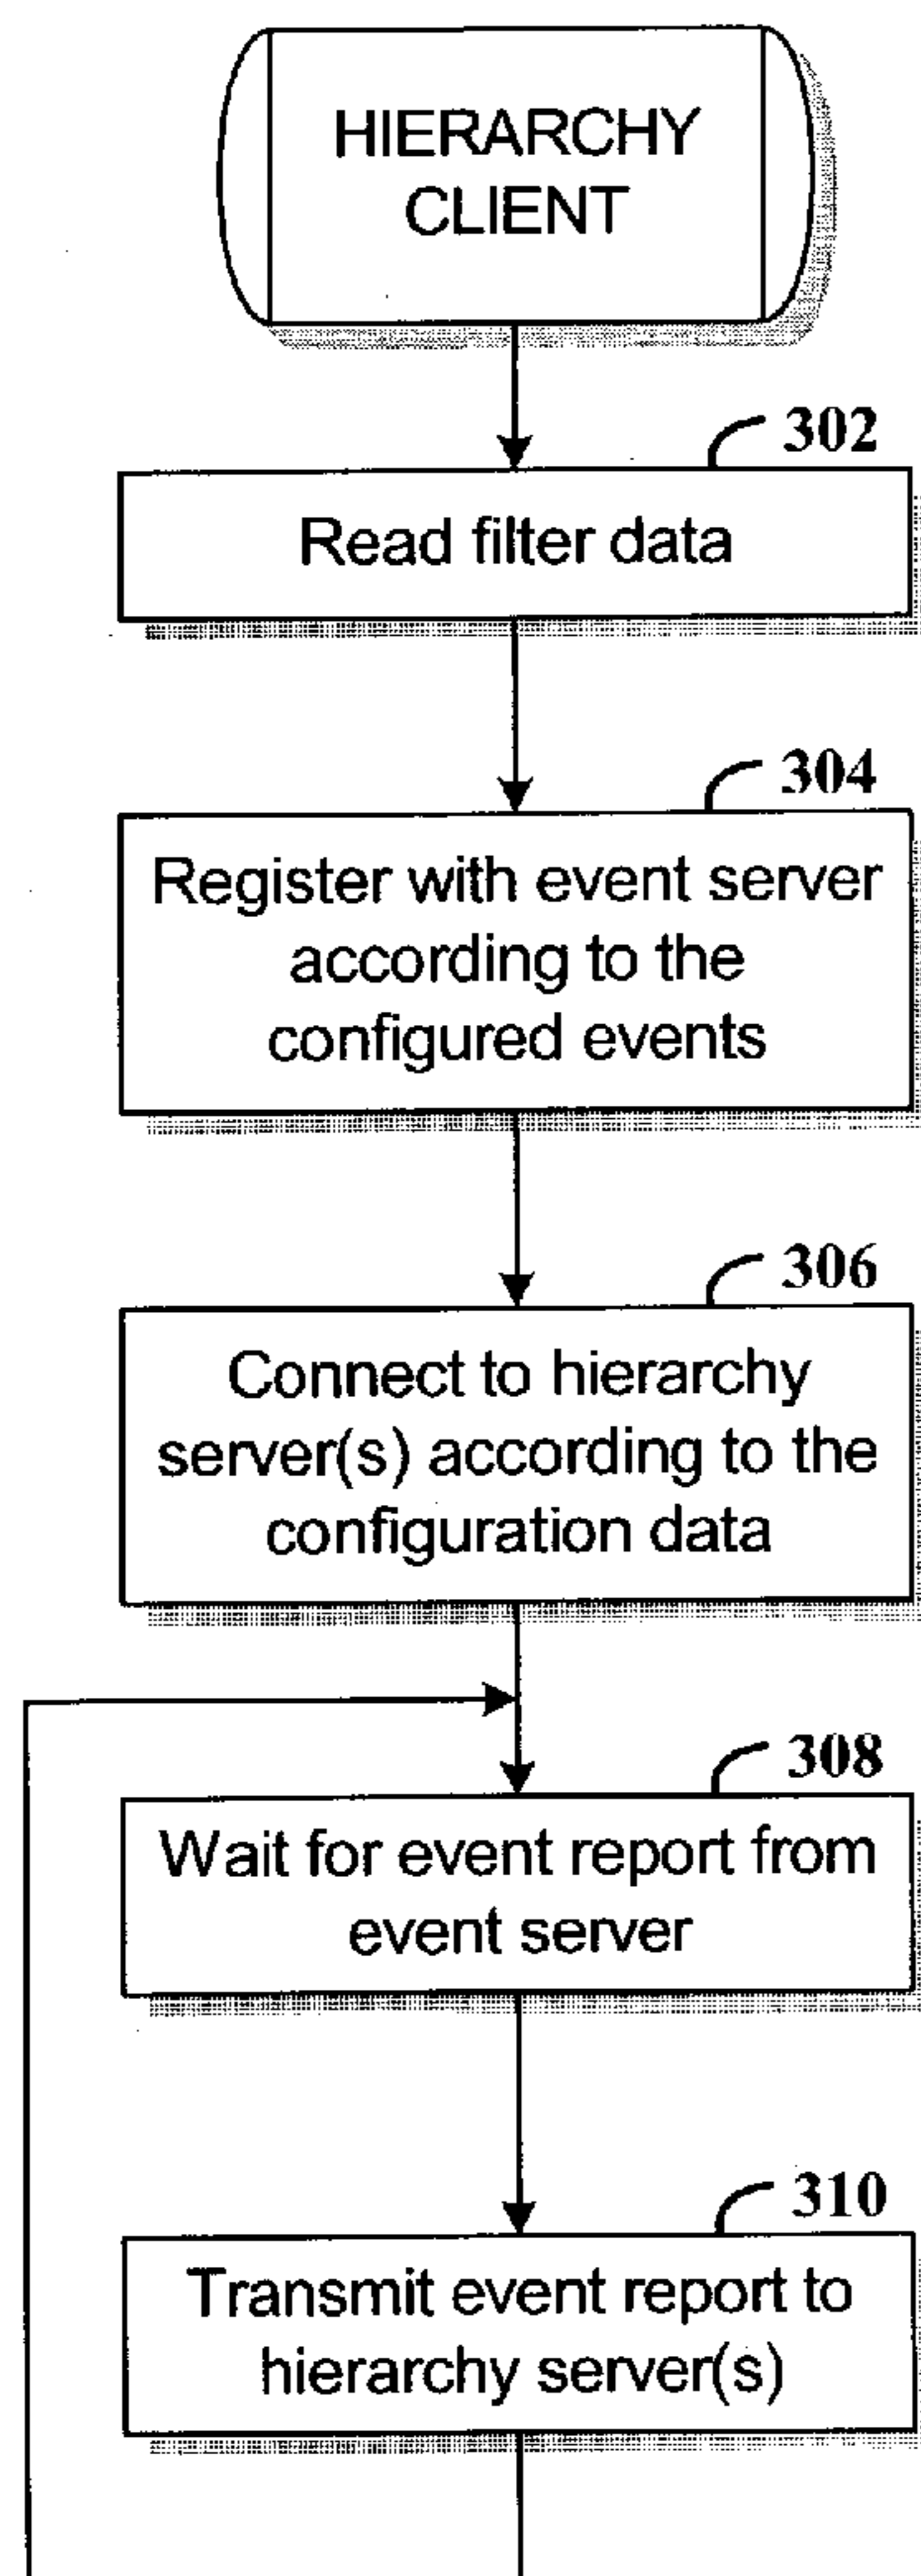 HIERARCHY
CLIENT
302
Read filter data
304
Register with event server
according to the
configured events
306
Connect to hierarchy
server(s) according to the
configuration data
308
Wait for event report from
event server
310
Transmit event report to
hierarchy server(s)